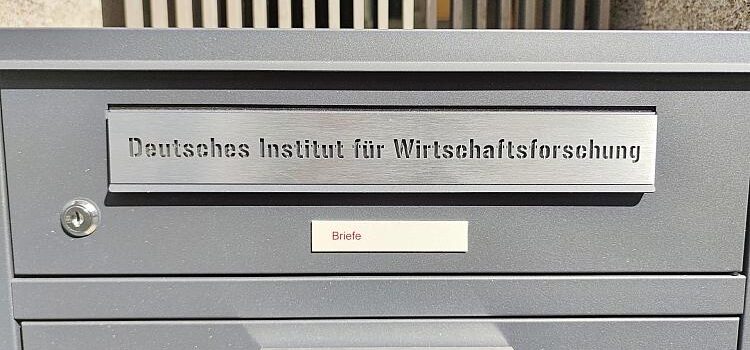 Deutsches Institut für Wirtschaftsforschung
Briefe